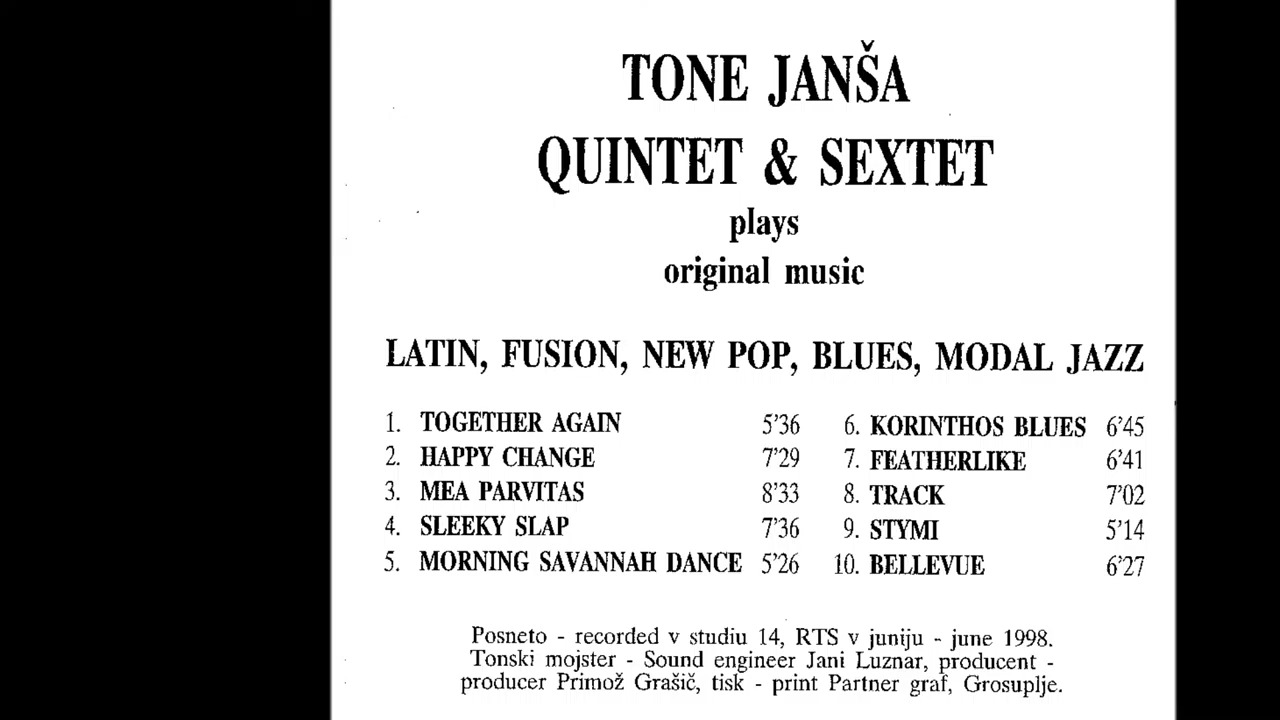 TONE JANŠA
QUINTET & SEXTET
plays
original music
LATIN, FUSION, NEW POP, BLUES, MODAL JAZZ
1. TOGETHER AGAIN 5’36
2. HAPPY CHANGE 7’29
3. MEA PARVITAS 8’33
4. SLEEKY SLAP 7’36
5. MORNING SAVANNAH DANCE 5’26
6. KORINTHOS BLUES 6’45
7. FEATHERLIKE 6’41
8. TRACK 7’02
9. STYMI 5’14
10. BELLEVUE 6’27
Posneto - recorded v studiu 14, RTS v juniju - june 1998.
Tonski mojster - Sound engineer Jani Luznar, producent -
producer Primož Grašič, tisk - print Partner graf, Grosuplje.